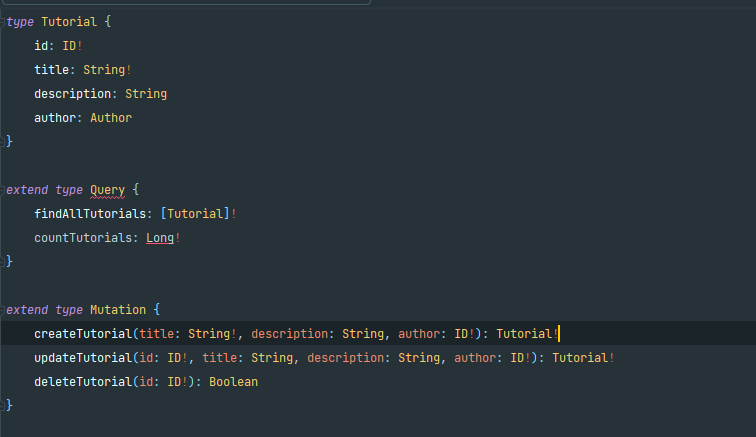 type Tutorial {
    id: ID!
    title: String!
    description: String
    author: Author
}
extend type Query {
    findAllTutorials: [Tutorial]!
    countTutorials: Long!
}
extend type Mutation {
    createTutorial(title: String!, description: String, author: ID!): Tutorial!
    updateTutorial(id: ID!, title: String, description: String, author: ID!): Tutorial!
    deleteTutorial(id: ID!): Boolean
}